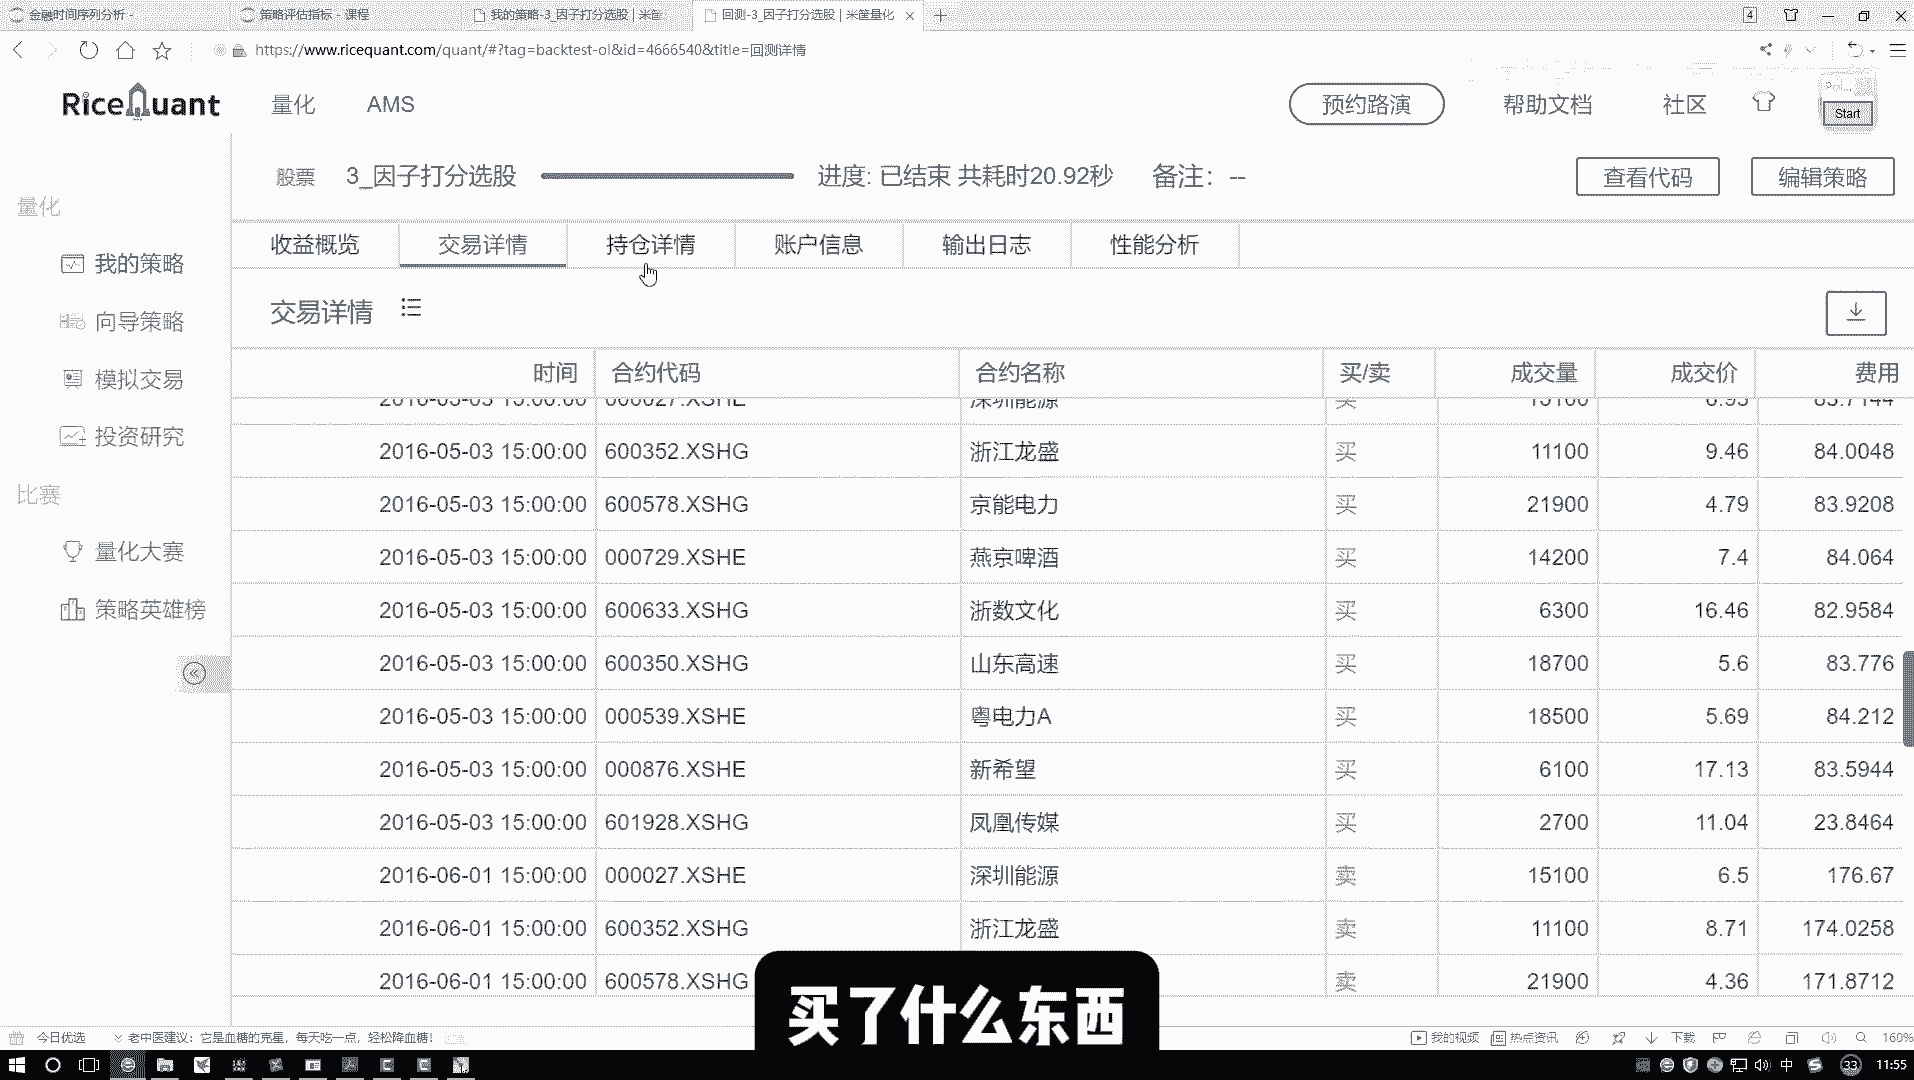 金融时间序列分析 - 策略评估指标 - 课程 我的策略-3_因子打分选股 | 米筐 回测-3_因子打分选股 | 米筐量化 4
https://www.ricequant.com/quant/#?tag=backtest-ol&id=4666540&title=回测详情
RiceQuant 量化 AMS 预约路演 帮助文档 社区 Start
股票 3_因子打分选股 进度: 已结束 共耗时20.92秒 备注: -- 查看代码 编辑策略
量化
我的策略
向导策略
模拟交易
投资研究
比赛
量化大赛
策略英雄榜
收益概览 交易详情 持仓详情 账户信息 输出日志 性能分析
交易详情
时间 合约代码 合约名称 买/卖 成交量 成交价 费用
2016-05-03 15:00:00 000027.XSHE 深圳能源 买 15100 6.93 83.7144
2016-05-03 15:00:00 600352.XSHG 浙江龙盛 买 11100 9.46 84.0048
2016-05-03 15:00:00 600578.XSHG 京能电力 买 21900 4.79 83.9208
2016-05-03 15:00:00 000729.XSHE 燕京啤酒 买 14200 7.4 84.064
2016-05-03 15:00:00 600633.XSHG 浙数文化 买 6300 16.46 82.9584
2016-05-03 15:00:00 600350.XSHG 山东高速 买 18700 5.6 83.776
2016-05-03 15:00:00 000539.XSHE 粤电力A 买 18500 5.69 84.212
2016-05-03 15:00:00 000876.XSHE 新希望 买 6100 17.13 83.5944
2016-05-03 15:00:00 601928.XSHG 凤凰传媒 买 2700 11.04 23.8464
2016-06-01 15:00:00 000027.XSHE 深圳能源 卖 15100 6.5 176.67
2016-06-01 15:00:00 600352.XSHG 浙江龙盛 卖 11100 8.71 174.0258
2016-06-01 15:00:00 600578.XSHG 卖 21900 4.36 171.8712
买了什么东西
今日优选 老中医建议：它是血糖的克星，每天吃一点，轻松降血糖！ 我的视频 热点资讯 下载 160%
中 33 11:55